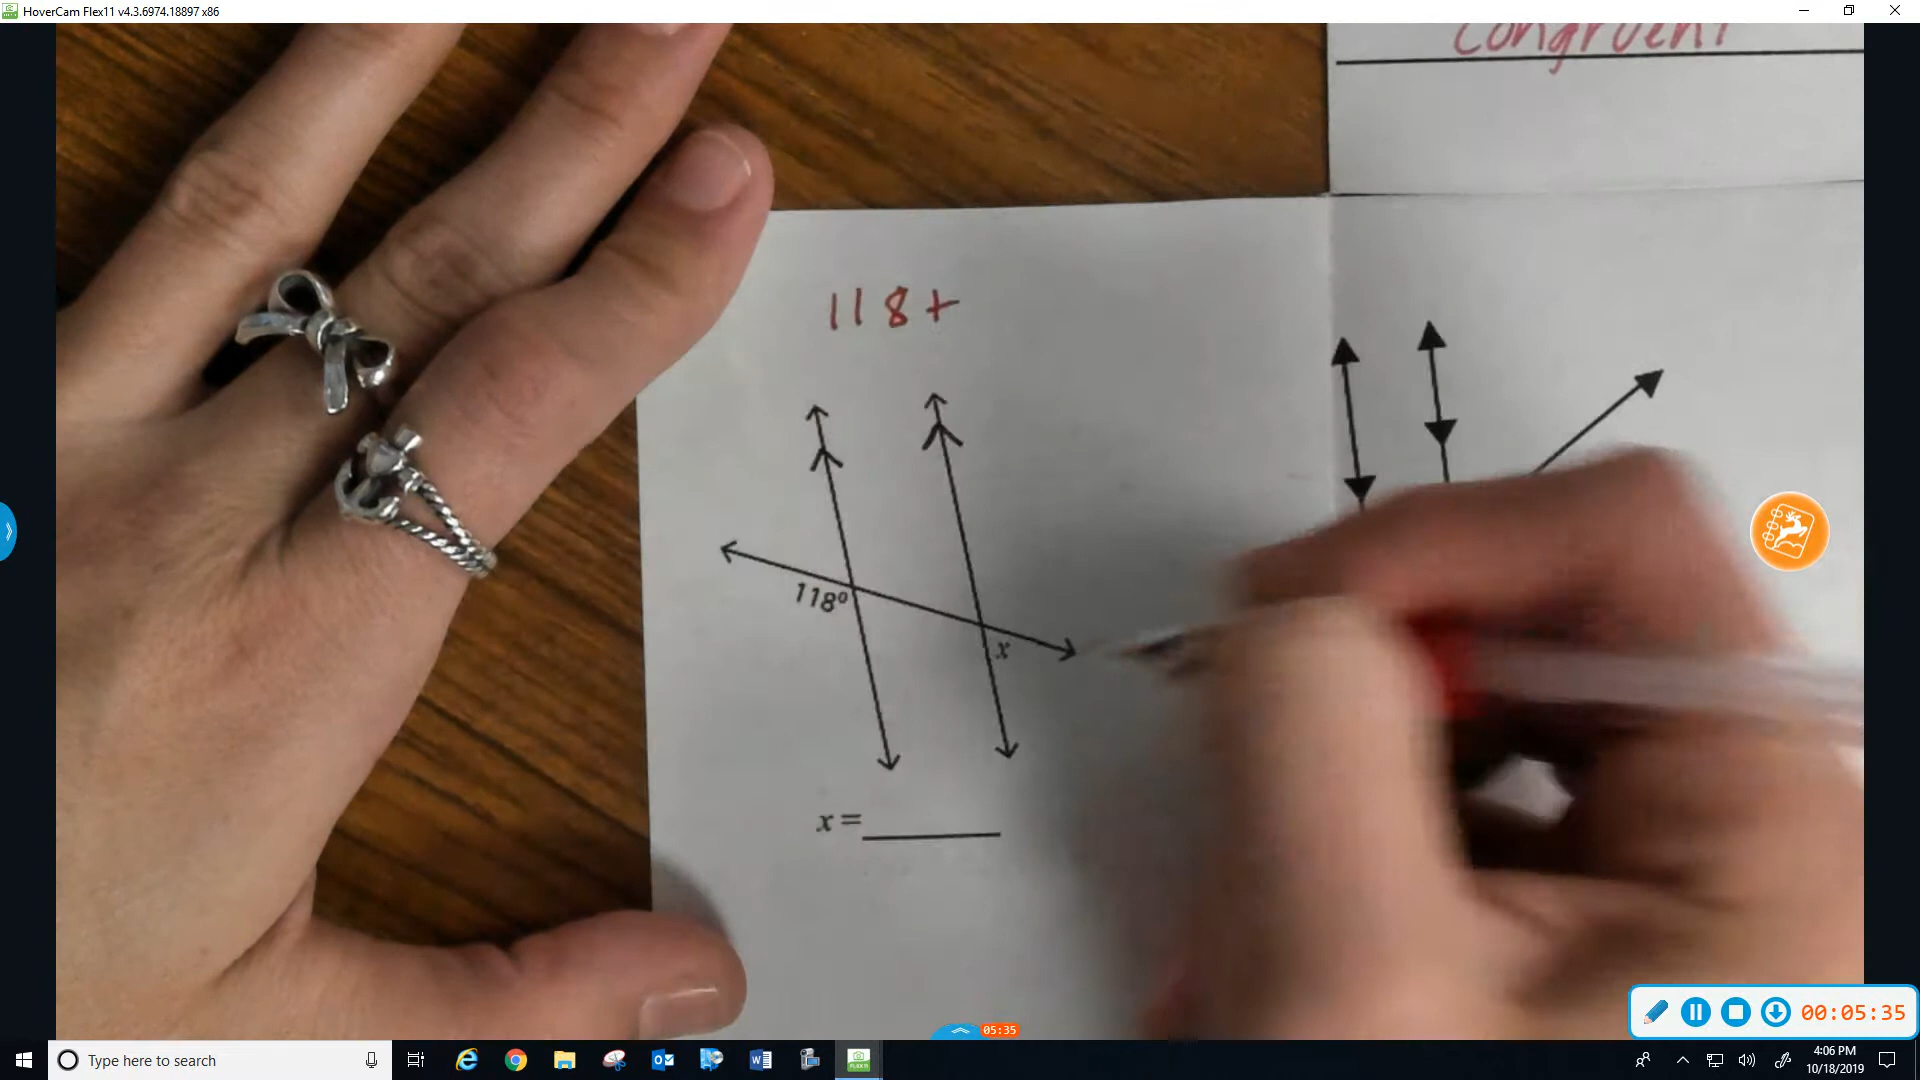 HoverCam Flex11 v4.3.6974.18897 x86
congruent
118+
118°
x
x =
00:05:35
05:35
Type here to search
4:06 PM
10/18/2019